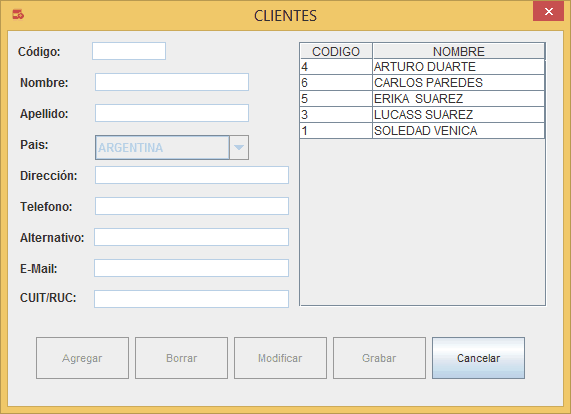 CLIENTES
Código:
Nombre:
Apellido:
Pais:
ARGENTINA
Dirección:
Telefono:
Alternativo:
E-Mail:
CUIT/RUC:
CODIGO NOMBRE
4 ARTURO DUARTE
6 CARLOS PAREDES
5 ERIKA  SUAREZ
3 LUCASS SUAREZ
1 SOLEDAD VENICA
Agregar Borrar Modificar Grabar Cancelar